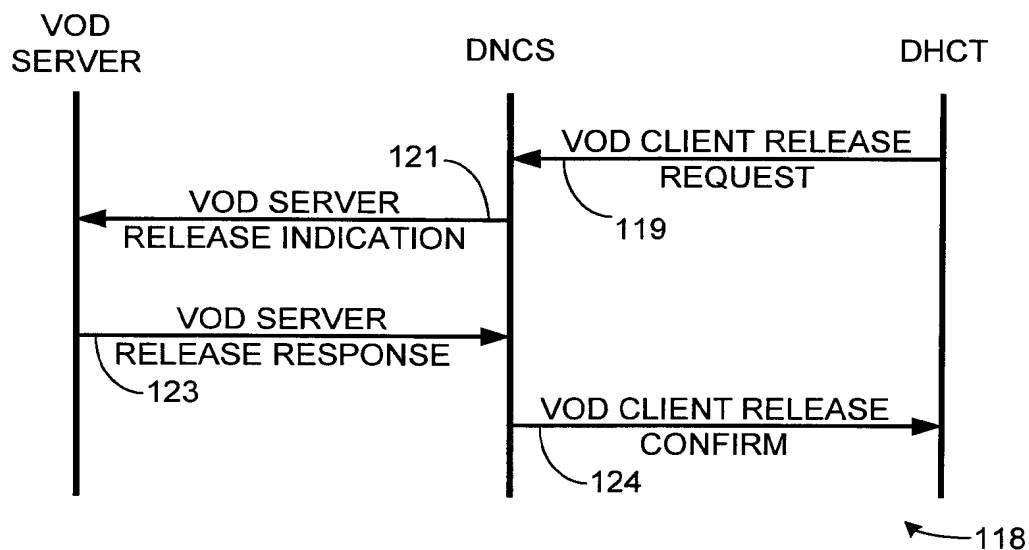 VOD
SERVER
DNCS
DHCT
VOD CLIENT RELEASE
REQUEST
119
121
VOD SERVER
RELEASE INDICATION
VOD SERVER
RELEASE RESPONSE
123
VOD CLIENT RELEASE
CONFIRM
124
118